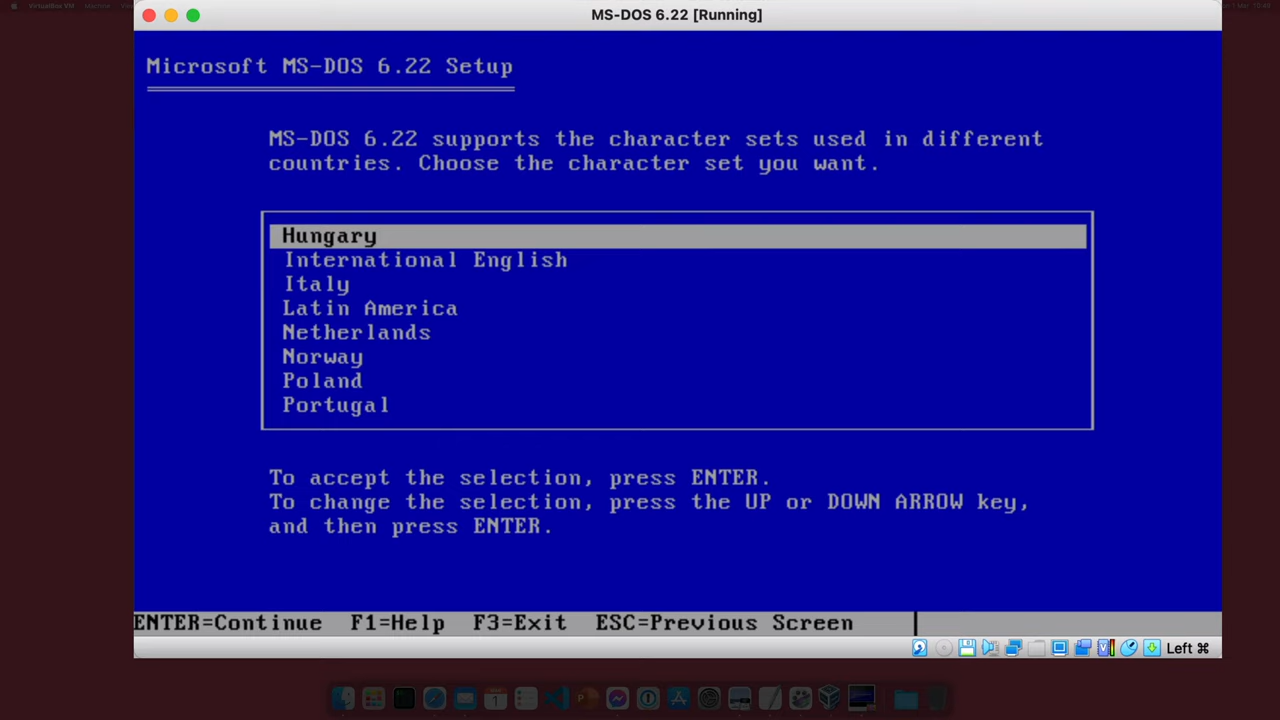 VirtualBox VM Machine
MS-DOS 6.22 [Running]
Microsoft MS-DOS 6.22 Setup
MS-DOS 6.22 supports the character sets used in different
countries. Choose the character set you want.
Hungary
International English
Italy
Latin America
Netherlands
Norway
Poland
Portugal
To accept the selection, press ENTER.
To change the selection, press the UP or DOWN ARROW key,
and then press ENTER.
ENTER=Continue F1=Help F3=Exit ESC=Previous Screen
Left ⌘